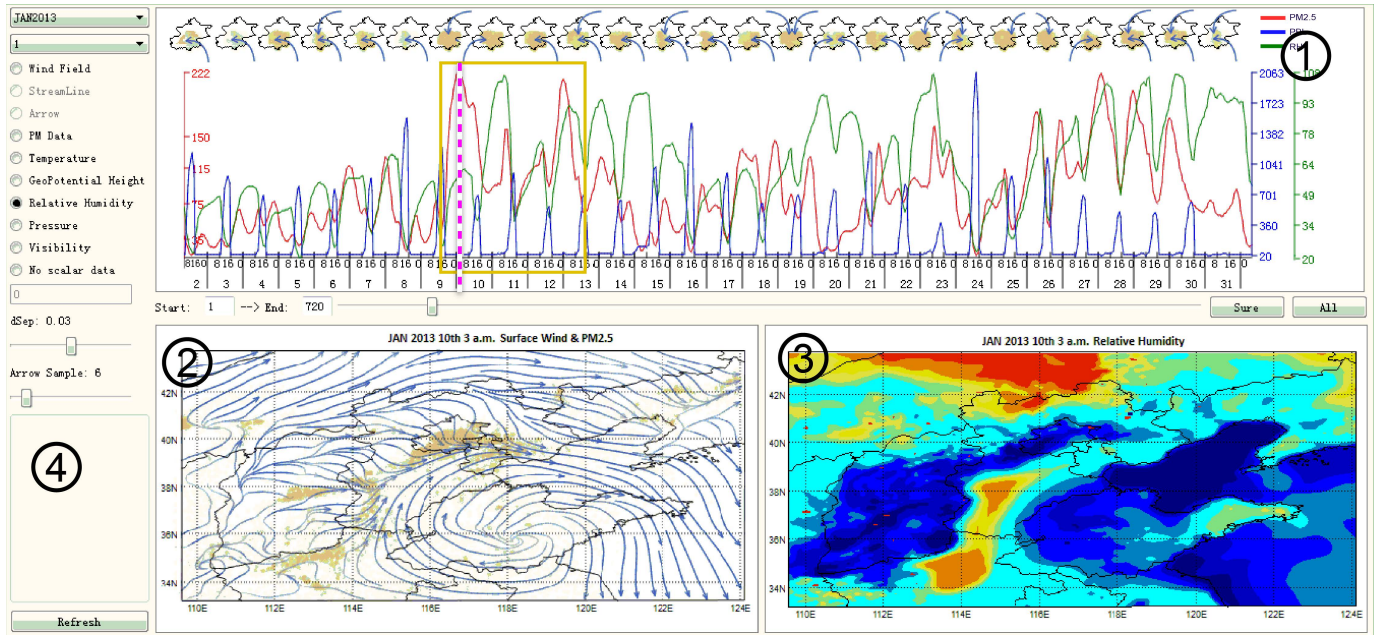 JAN2013
1
Wind Field
StreamLine
Arrow
PM Data
Temperature
GeoPotential Height
Relative Humidity
Pressure
Visibility
No scalar data
0
dSep: 0.03
Arrow Sample: 6
4
Refresh
PM2.5
1
222
150
115
75
2063
1723
1382
1041
701
360
20
93
78
64
49
34
20
2 3 4 5 6 7 8 9 10 11 12 13 14 15 16 17 18 19 20 21 22 23 24 25 26 27 28 29 30 31
Start: 1 --> End: 720
Sure
All
2
JAN 2013 10th 3 a.m. Surface Wind & PM2.5
42N
40N
38N
36N
34N
110E 112E 114E 116E 118E 120E 122E 124E
3
JAN 2013 10th 3 a.m. Relative Humidity
42N
40N
38N
36N
34N
110E 112E 114E 116E 118E 120E 122E 124E